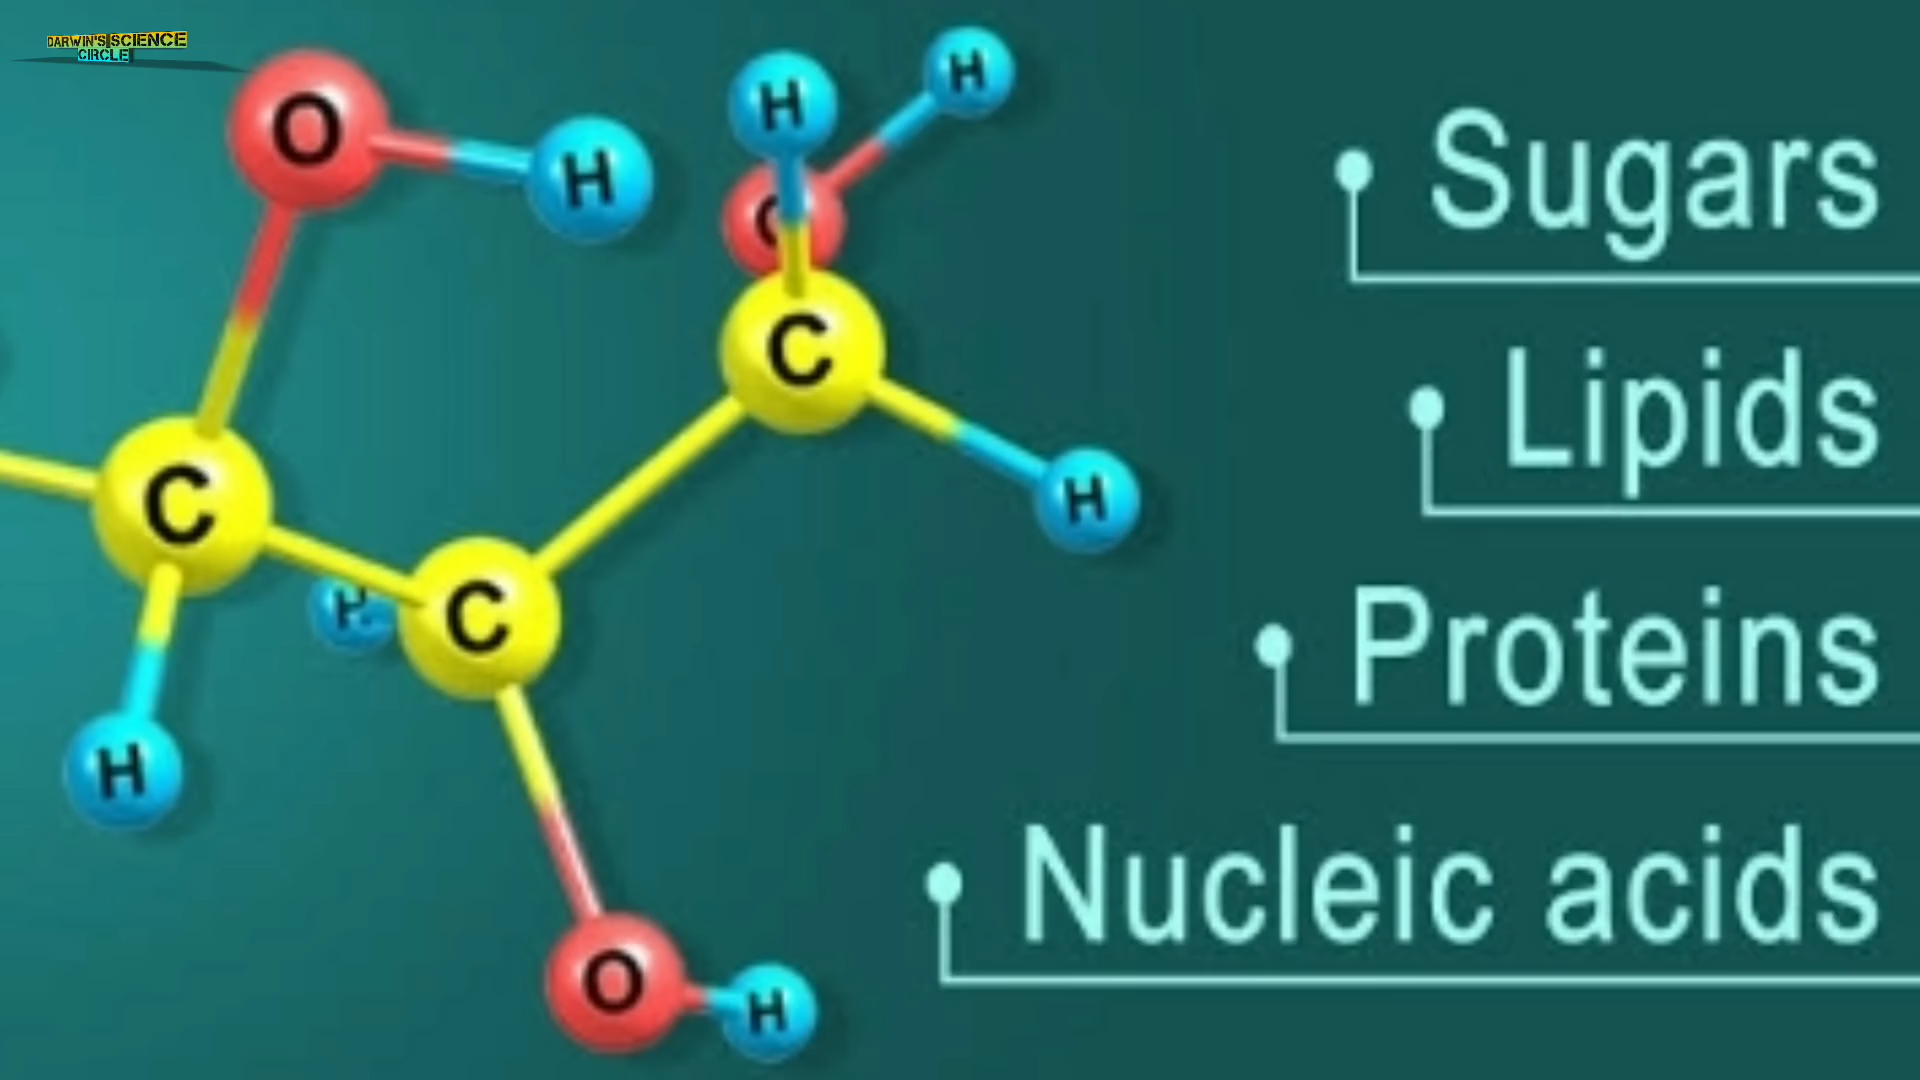 DARWIN'S SCIENCE
CIRCLE
O
H
H
H
C
H
C
H
C
H
O
H
Sugars
Lipids
Proteins
Nucleic acids